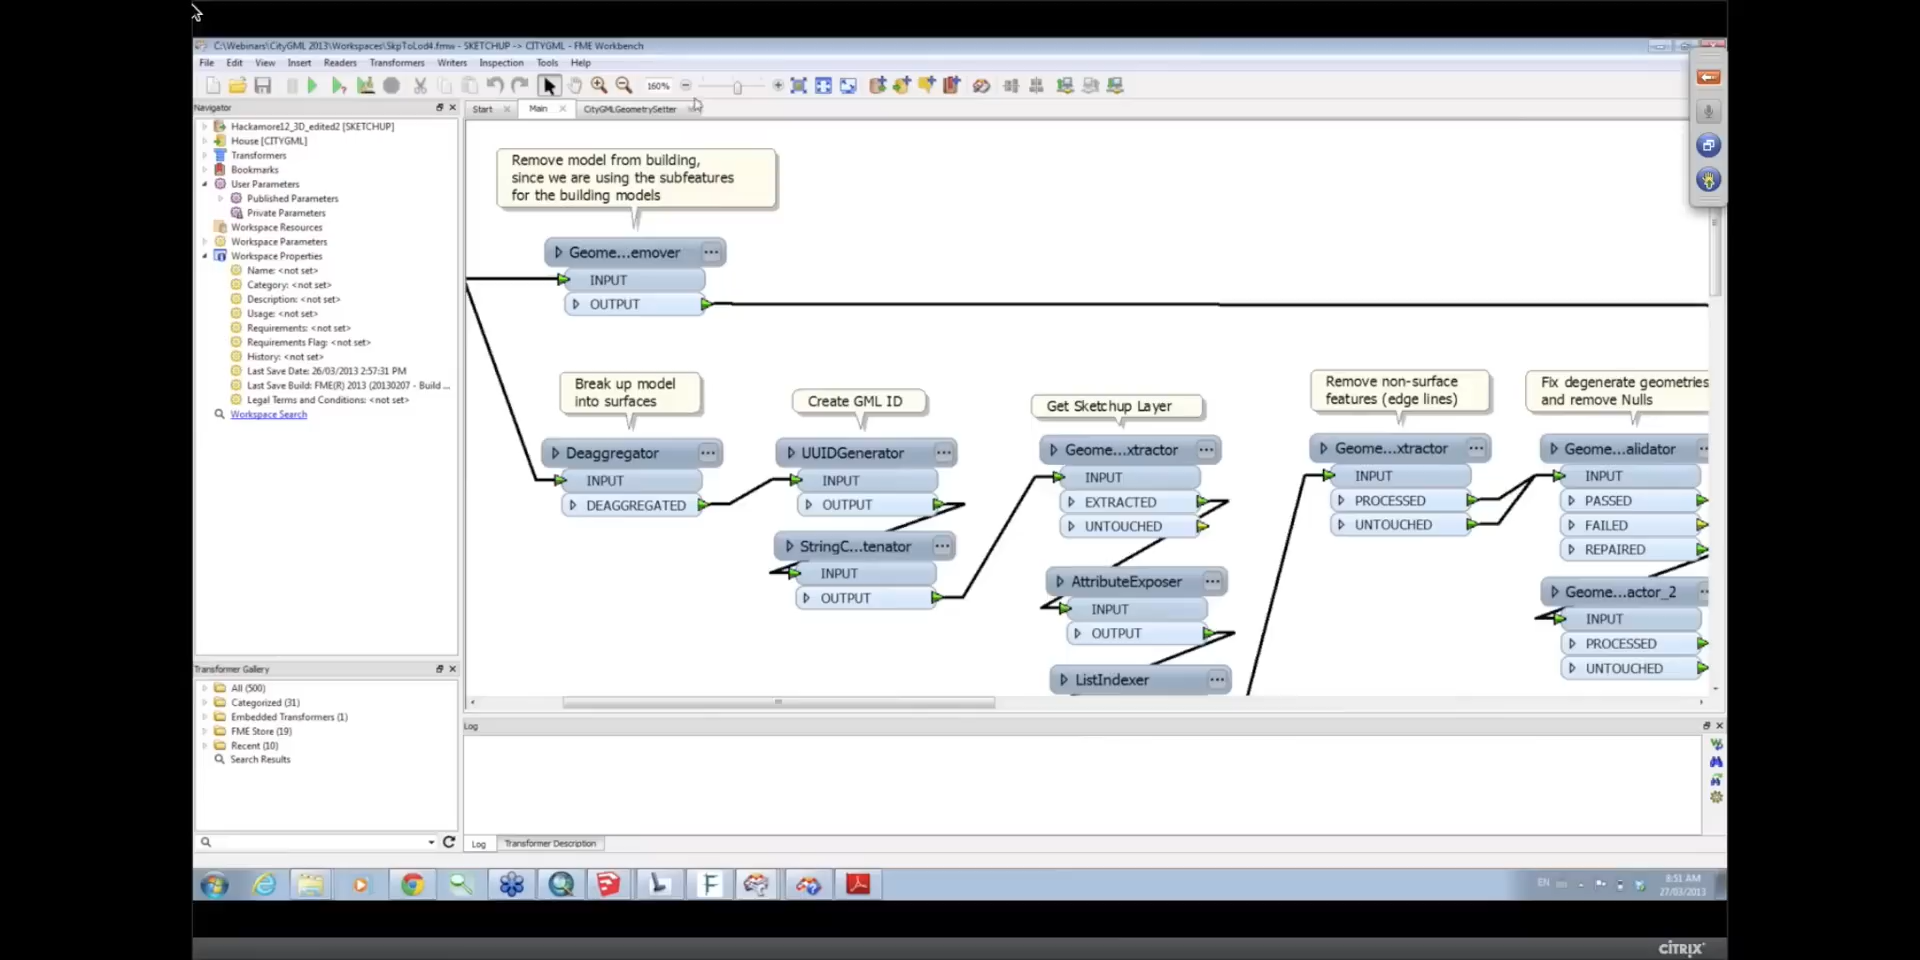 C:\Webinars\CityGML 2013\Workspaces\SkpToLod4.fmw - SKETCHUP -> CITYGML - FME Workbench
File Edit View Insert Readers Transformers Writers Inspection Tools Help
160%
Navigator
Start Main CityGMLGeometrySetter
Hackamore12_3D_edited2 [SKETCHUP]
House [CITYGML]
Transformers
Bookmarks
User Parameters
Published Parameters
Private Parameters
Workspace Resources
Workspace Parameters
Workspace Properties
Name: <not set>
Category: <not set>
Description: <not set>
Usage: <not set>
Requirements: <not set>
Requirements Flag: <not set>
History: <not set>
Last Save Date: 26/03/2013 2:57:31 PM
Last Save Build: FME(R) 2013 (20130207 - Build ...
Legal Terms and Conditions: <not set>
Workspace Search
Remove model from building,
since we are using the subfeatures
for the building models
Geome...emover
INPUT
OUTPUT
Break up model
into surfaces
Deaggregator
INPUT
DEAGGREGATED
Create GML ID
UUIDGenerator
INPUT
OUTPUT
StringC...tenator
INPUT
OUTPUT
Get Sketchup Layer
Geome...xtractor
INPUT
EXTRACTED
UNTOUCHED
AttributeExposer
INPUT
OUTPUT
ListIndexer
Remove non-surface
features (edge lines)
Geome...xtractor
INPUT
PROCESSED
UNTOUCHED
Fix degenerate geometries
and remove Nulls
Geome...alidator
INPUT
PASSED
FAILED
REPAIRED
Geome...actor_2
INPUT
PROCESSED
UNTOUCHED
Transformer Gallery
All (500)
Categorized (31)
Embedded Transformers (1)
FME Store (19)
Recent (10)
Search Results
Log
Log Transformer Description
EN
8:51 AM
27/03/2013
CITRIX